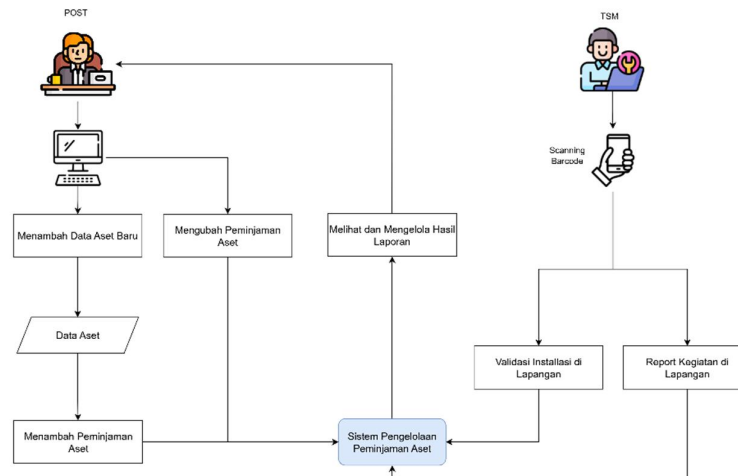 POST
TSM
Scanning
Barcode
Menambah Data Aset Baru
Mengubah Peminjaman
Aset
Melihat dan Mengelola Hasil
Laporan
Data Aset
Validasi Installasi di
Lapangan
Report Kegiatan di
Lapangan
Menambah Peminjaman
Aset
Sistem Pengelolaan
Peminjaman Aset